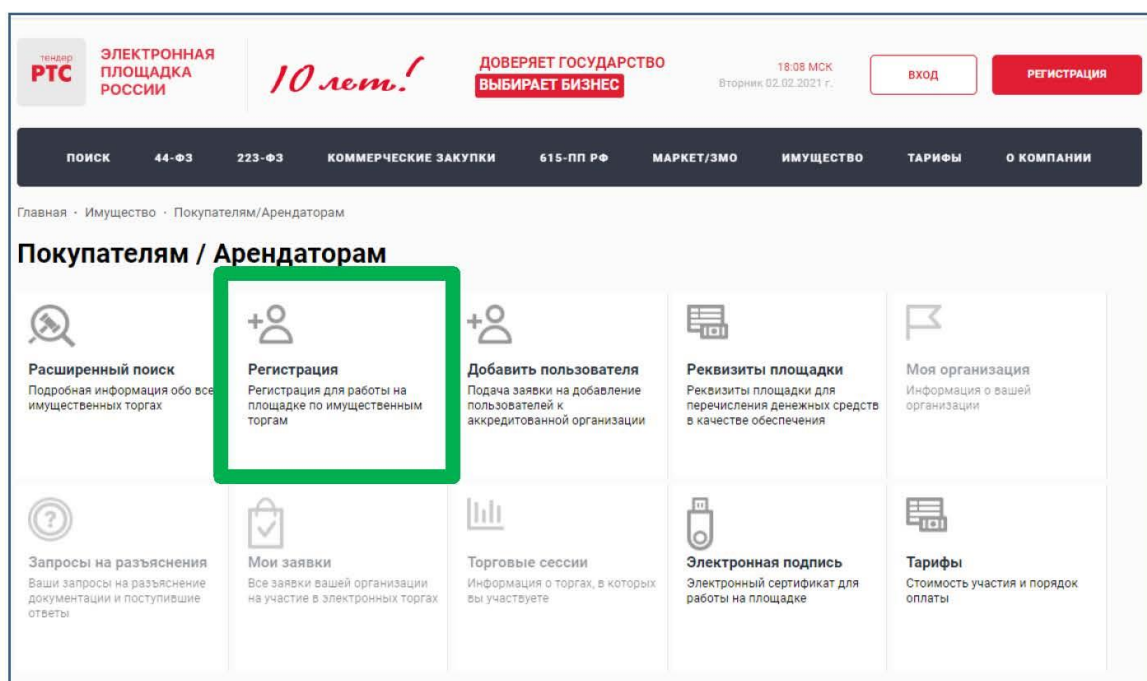 тендер
РТС
ЭЛЕКТРОННАЯ
ПЛОЩАДКА
РОССИИ
10 лет!
ДОВЕРЯЕТ ГОСУДАРСТВО
ВЫБИРАЕТ БИЗНЕС
18:08 МСК
Вторник 02.02.2021 г.
ВХОД
РЕГИСТРАЦИЯ
ПОИСК 44-ФЗ 223-ФЗ КОММЕРЧЕСКИЕ ЗАКУПКИ 615-ПП РФ МАРКЕТ/ЗМО ИМУЩЕСТВО ТАРИФЫ О КОМПАНИИ
Главная · Имущество · Покупателям/Арендаторам
Покупателям / Арендаторам
Расширенный поиск
Подробная информация обо все
имущественных торгах
Регистрация
Регистрация для работы на
площадке по имущественным
торгам
Добавить пользователя
Подача заявки на добавление
пользователей к
аккредитованной организации
Реквизиты площадки
Реквизиты площадки для
перечисления денежных средств
в качестве обеспечения
Моя организация
Информация о вашей
организации
Запросы на разъяснения
Ваши запросы на разъяснение
документации и поступившие
ответы
Мои заявки
Все заявки вашей организации
на участие в электронных торгах
Торговые сессии
Информация о торгах, в которых
вы участвуете
Электронная подпись
Электронный сертификат для
работы на площадке
Тарифы
Стоимость участия и порядок
оплаты